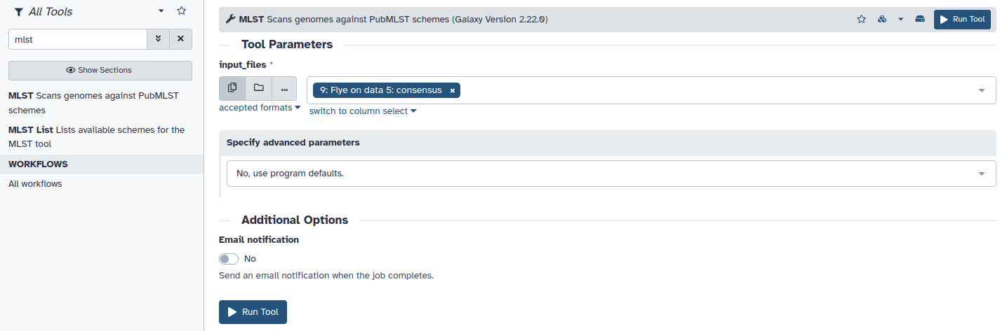 All Tools
mlst
Show Sections
MLST Scans genomes against PubMLST
schemes
MLST List Lists available schemes for the
MLST tool
WORKFLOWS
All workflows
MLST Scans genomes against PubMLST schemes (Galaxy Version 2.22.0)
Run Tool
Tool Parameters
input_files *
...
9: Flye on data 5: consensus ×
accepted formats
switch to column select
Specify advanced parameters
No, use program defaults.
Additional Options
Email notification
No
Send an email notification when the job completes.
Run Tool